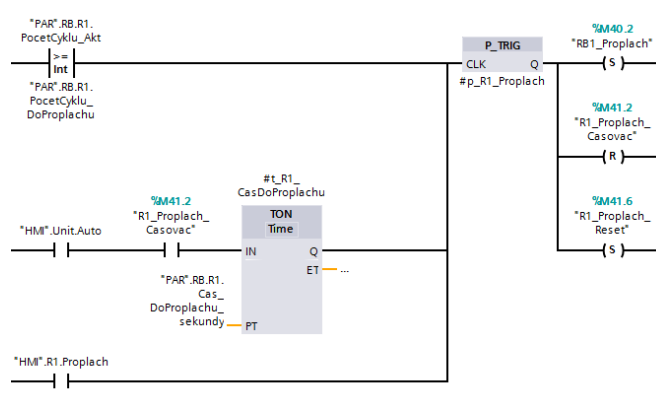 "PAR".RB.R1.
PocetCyklu_Akt
>=
Int
"PAR".RB.R1.
PocetCyklu_
DoProplachu
P_TRIG
CLK Q
#p_R1_Proplach
%M40.2
"RB1_Proplach"
S
%M41.2
"R1_Proplach_
Casovac"
R
%M41.6
"R1_Proplach_
Reset"
S
"HMI".Unit.Auto
%M41.2
"R1_Proplach_
Casovac"
#t_R1_
CasDoProplachu
TON
Time
IN Q
ET ...
"PAR".RB.R1.
Cas_
DoProplachu_
sekundy
PT
"HMI".R1.Proplach